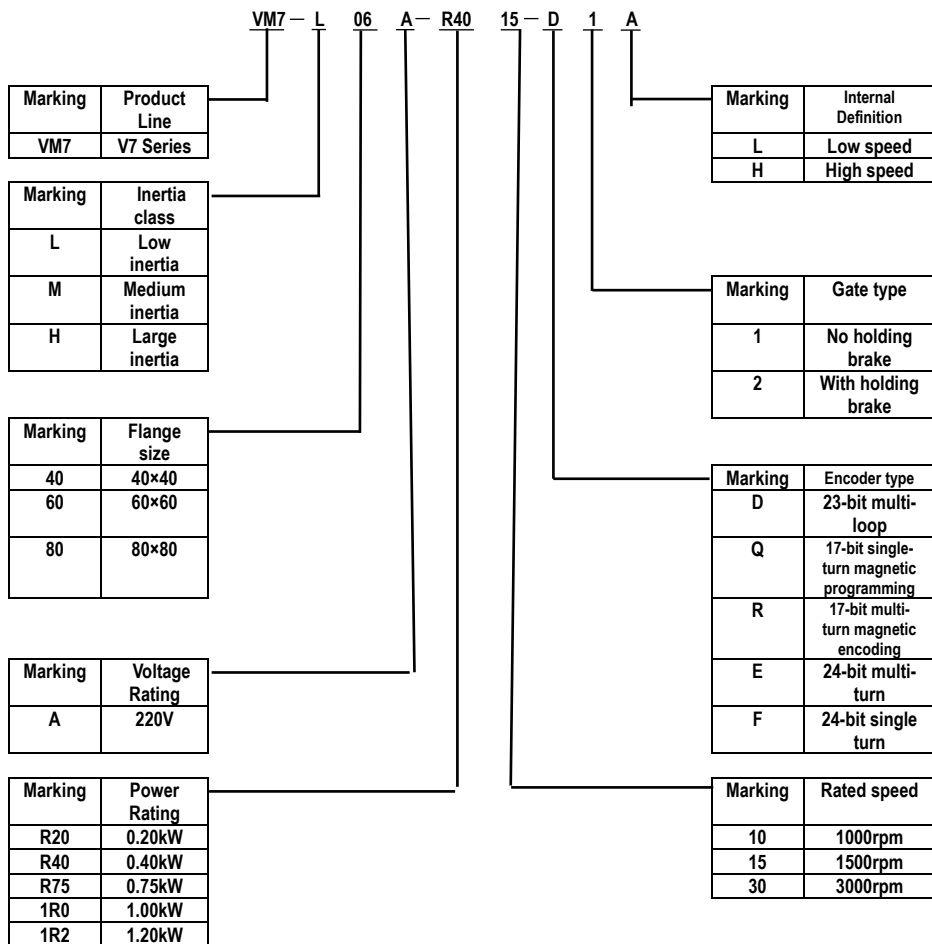 VM7－L 06 A－R40 15－D 1 A
Marking Product
Line
VM7 V7 Series
Marking Inertia
class
L Low
inertia
M Medium
inertia
H Large
inertia
Marking Flange
size
40 40×40
60 60×60
80 80×80
Marking Voltage
Rating
A 220V
Marking Power
Rating
R20 0.20kW
R40 0.40kW
R75 0.75kW
1R0 1.00kW
1R2 1.20kW
Marking Internal
Definition
L Low speed
H High speed
Marking Gate type
1 No holding
brake
2 With holding
brake
Marking Encoder type
D 23-bit multi-
loop
Q 17-bit single-
turn magnetic
programming
R 17-bit multi-
turn magnetic
encoding
E 24-bit multi-
turn
F 24-bit single
turn
Marking Rated speed
10 1000rpm
15 1500rpm
30 3000rpm